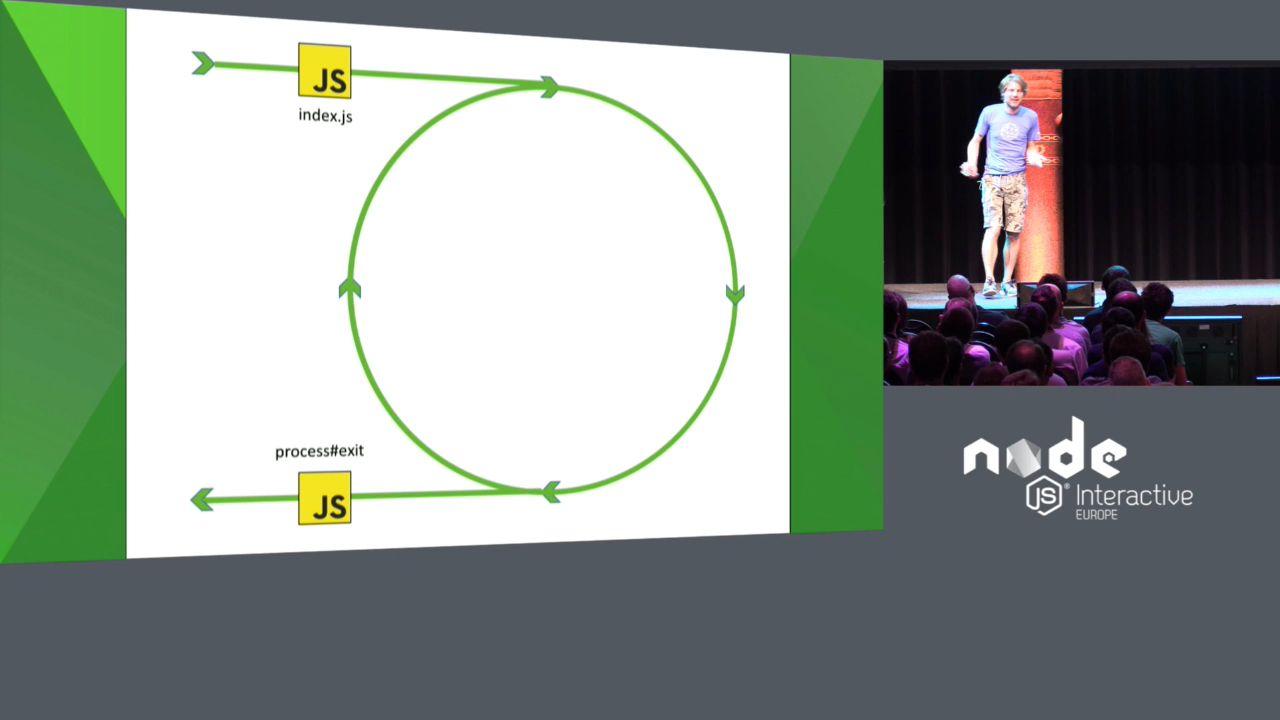 JS
index.js
process#exit
JS
node
JS® Interactive
EUROPE